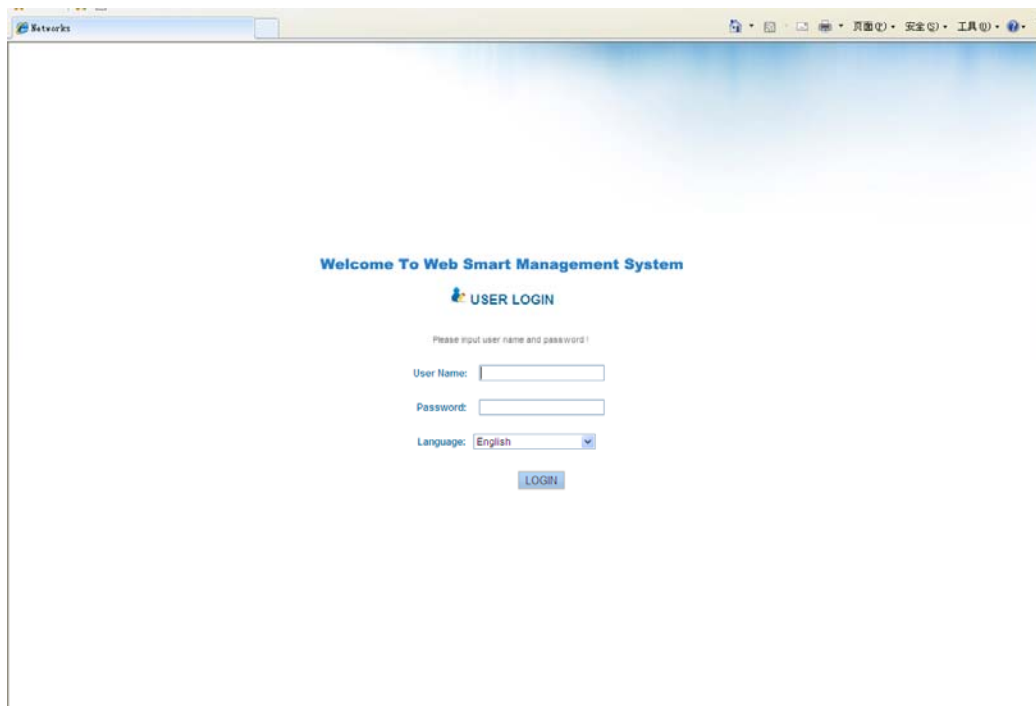 Networks
页面(P) 安全(S) 工具(O)
Welcome To Web Smart Management System
USER LOGIN
Please input user name and password !
User Name:
Password:
Language: English
LOGIN